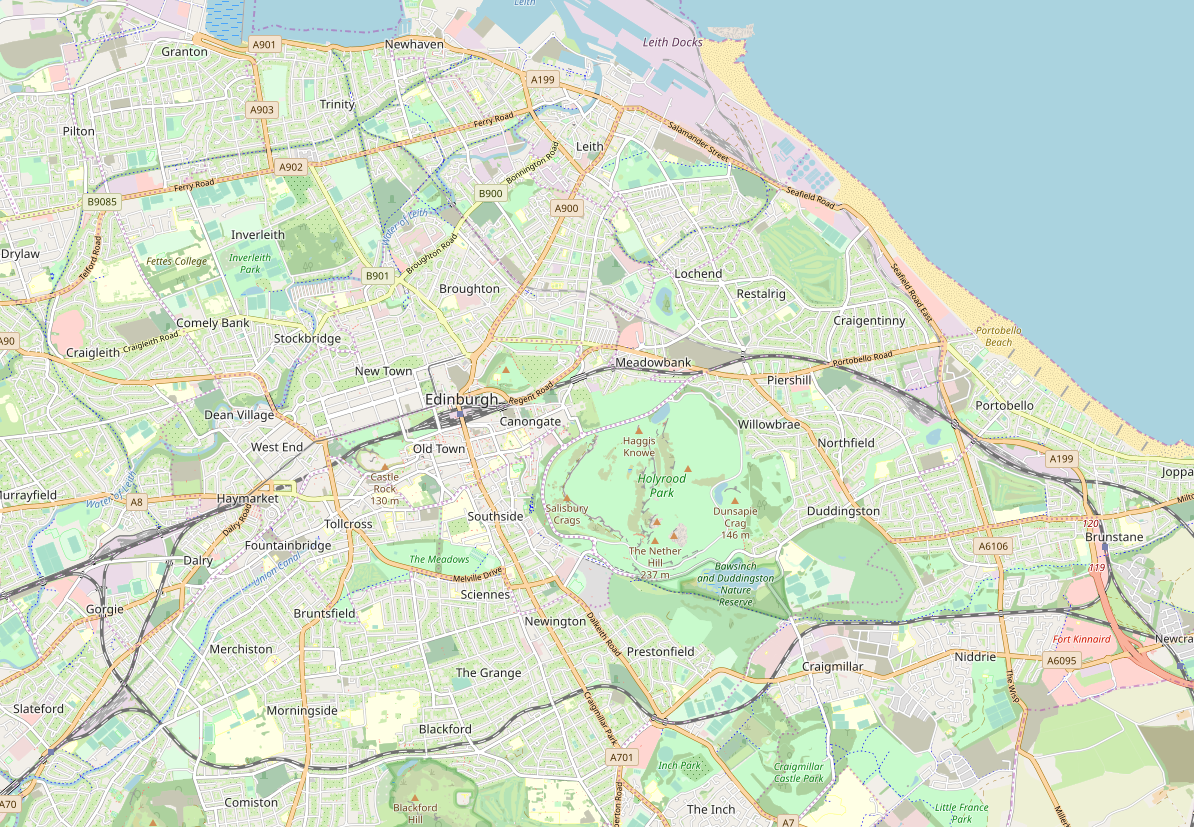 Leith
Leith Docks
Granton
A901
Newhaven
A199
A903
Trinity
Ferry Road
Pilton
Salamander Street
Leith
Bonnington Road
A902
Ferry Road
B900
Seafield Road
B9085
A900
Water of Leith
Inverleith
Drylaw
Telford Road
Fettes College
Inverleith
Park
Broughton Road
B901
Lochend
Seafield Road East
Broughton
Restalrig
Comely Bank
Craigentinny
Portobello
Beach
A90
Craigleith
Craigleith Road
Stockbridge
New Town
Meadowbank
Portobello Road
Piershill
Edinburgh
Regent Road
Dean Village
Canongate
Portobello
Willowbrae
West End
Old Town
Haggis
Knowe
Northfield
A199
Joppa
Castle
Rock
130 m
Holyrood
Park
Murrayfield
Water of Leith
A8
Haymarket
Dalry Road
Salisbury
Crags
Dunsapie
Crag
146 m
Duddingston
Tollcross
Southside
120
Brunstane
Fountainbridge
A6106
Dalry
Union Canal
The Meadows
The Nether
Hill
237 m
Bawsinch
and Duddingston
Nature
Reserve
119
Melville Drive
Sciennes
Gorgie
Bruntsfield
Newington
Dalkeith Road
Merchiston
Prestonfield
Fort Kinnaird
Craigmillar
Niddrie
A6095
The Grange
The Wisp
Slateford
Morningside
Craigmillar Park
Blackford
A701
Inch Park
Craigmillar
Castle Park
A70
Comiston
Blackford
Hill
The Inch
A7
Little France
Park